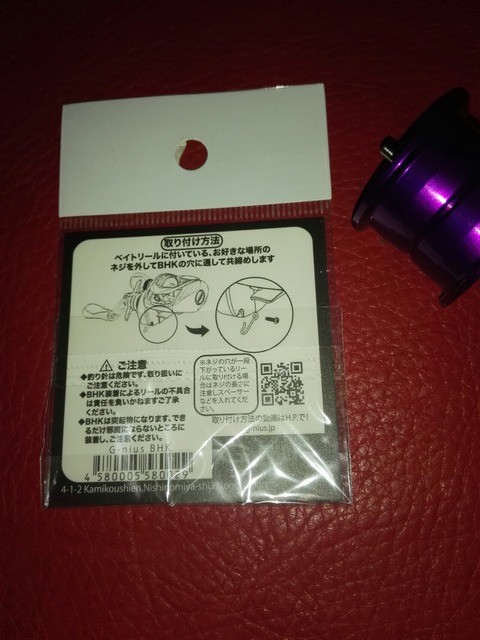 取り付け方法
ベイトリールに付いている、お好きな場所の
ネジを外してBHKの穴に通して共締めします
ご注意
◆釣り針は危険です、取り扱いに
ご注意ください。
◆BHK装着によるリールの不具合
は責任を負いかねますご了承
ください。
◆BHKは突起物になります、でき
るだけ邪魔にならないところに
装着し、ご注意ください。
※ネジの穴が一段
下がっているリー
ルに取り付ける場
合はネジの長さに
注意しスペーサー
などを入れてくだ
さい。
取り付け方法の動画はH.P.で!
G-nius BHK
4-1-2 Kamikoushien,Nishinomiya-shi